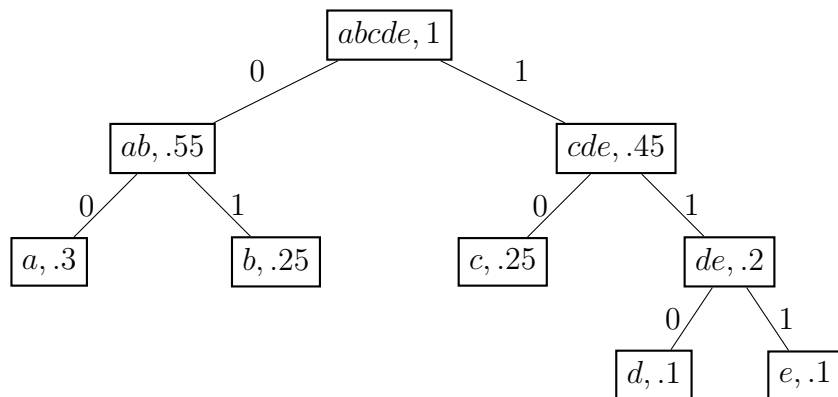 abcde, 1
0 1
ab, .55 cde, .45
0 1 0 1
a, .3 b, .25 c, .25 de, .2
0 1
d, .1 e, .1